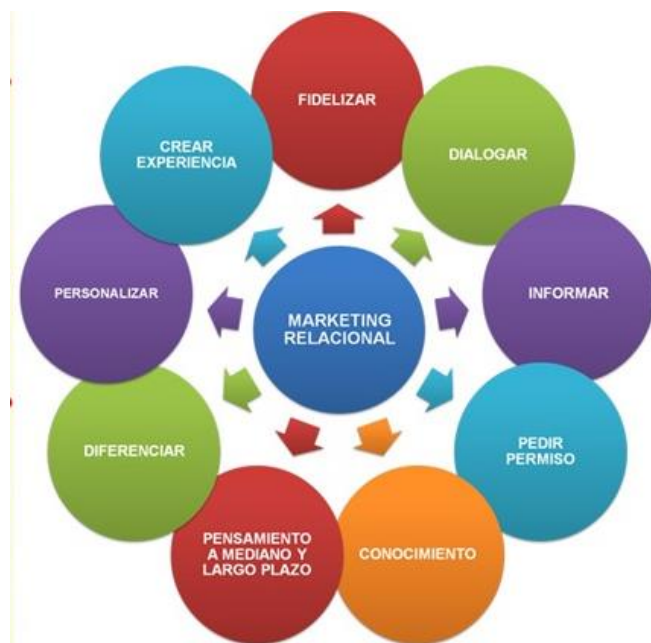 FIDELIZAR
DIALOGAR
INFORMAR
PEDIR
PERMISO
CONOCIMIENTO
PENSAMIENTO
A MEDIANO Y
LARGO PLAZO
DIFERENCIAR
PERSONALIZAR
CREAR
EXPERIENCIA
MARKETING
RELACIONAL